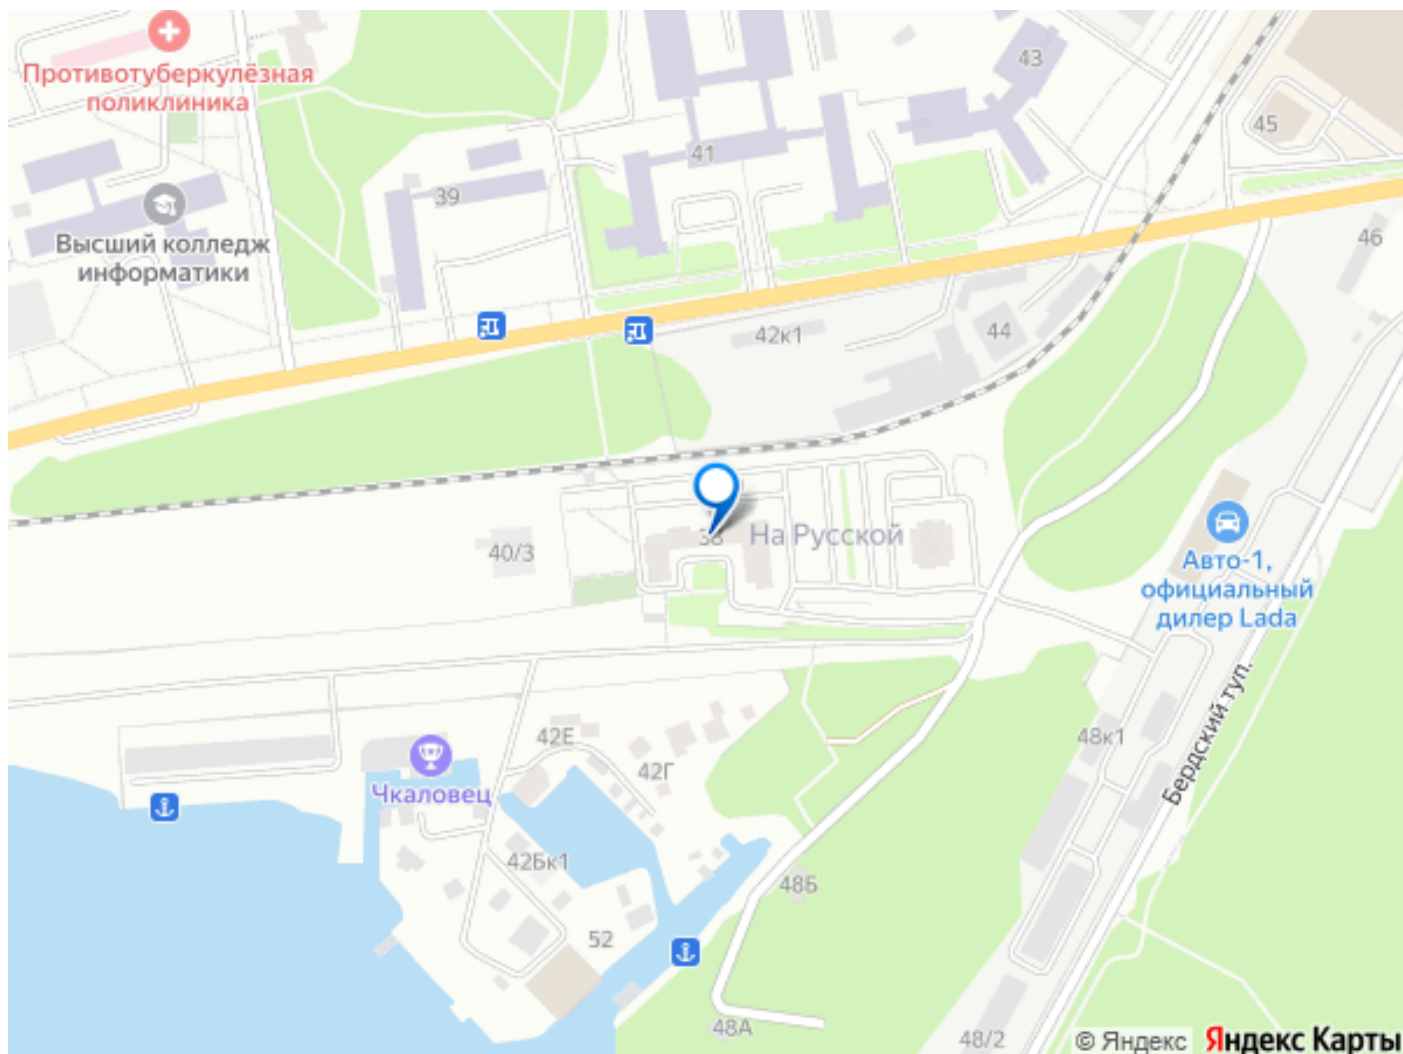 Противотуберкулёзная
поликлиника
43
45
41
39
Высший колледж
информатики
46
42к1
44
38
На Русской
40/3
Авто-1,
официальный
дилер Lada
Бердский туп.
42Е
48к1
42Г
Чкаловец
42Бк1
48Б
52
48А
48/2
© Яндекс Яндекс Карты